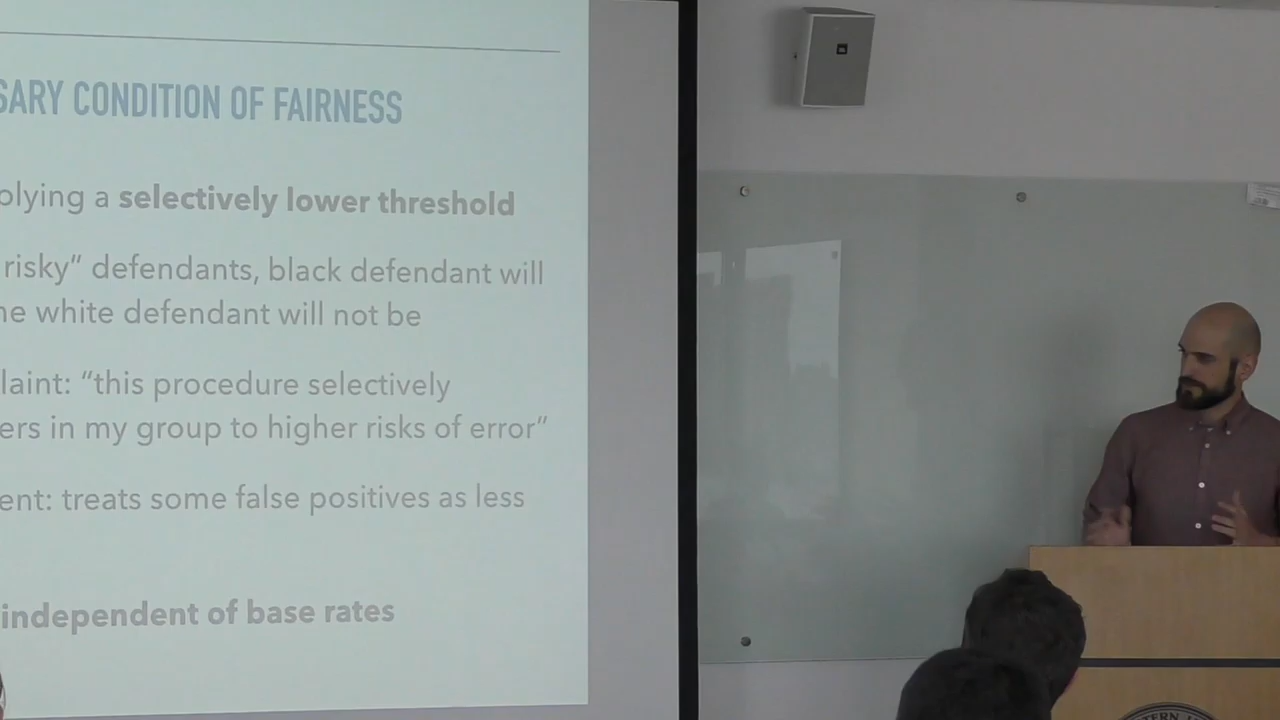 SARY CONDITION OF FAIRNESS
plying a selectively lower threshold
risky” defendants, black defendant will
ne white defendant will not be
laint: “this procedure selectively
ers in my group to higher risks of error”
ent: treats some false positives as less
independent of base rates